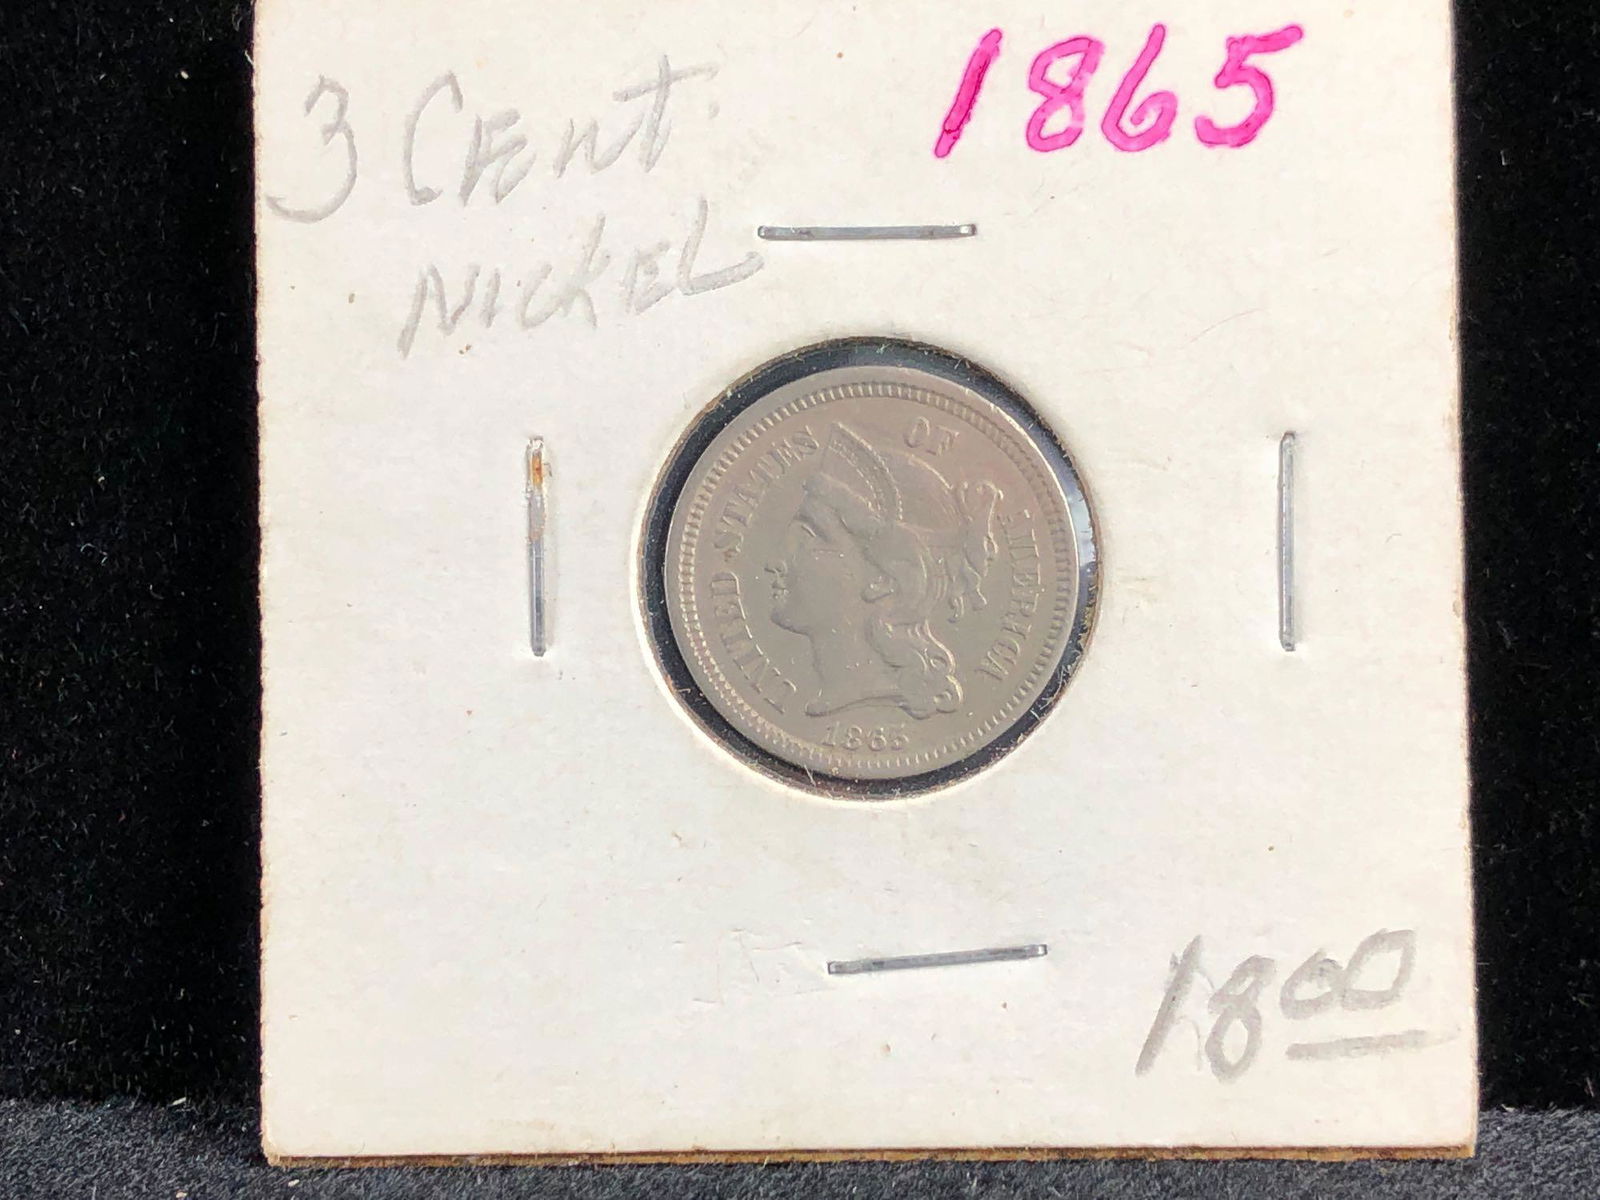 1865
3 CENT.
NICKEL
UNITED STATES OF AMERICA
1865
18.00